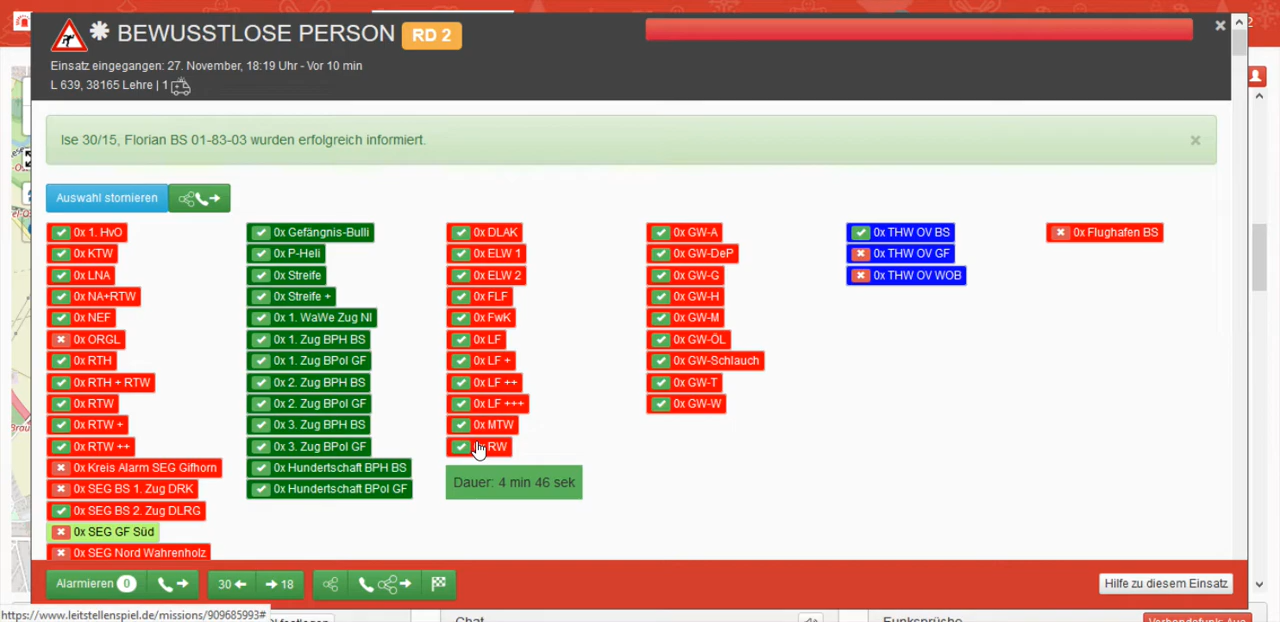 BEWUSSTLOSE PERSON RD 2
Einsatz eingegangen: 27. November, 18:19 Uhr - Vor 10 min
L 639, 38165 Lehre | 1
lse 30/15, Florian BS 01-83-03 wurden erfolgreich informiert.
Auswahl stornieren
0x 1. HvO
0x KTW
0x LNA
0x NA+RTW
0x NEF
0x ORGL
0x RTH
0x RTH + RTW
0x RTW
0x RTW +
0x RTW ++
0x Kreis Alarm SEG Gifhorn
0x SEG BS 1. Zug DRK
0x SEG BS 2. Zug DLRG
0x SEG GF Süd
0x SEG Nord Wahrenholz
0x Gefängnis-Bulli
0x P-Heli
0x Streife
0x Streife +
0x 1. WaWe Zug NI
0x 1. Zug BPH BS
0x 1. Zug BPol GF
0x 2. Zug BPH BS
0x 2. Zug BPol GF
0x 3. Zug BPH BS
0x 3. Zug BPol GF
0x Hundertschaft BPH BS
0x Hundertschaft BPol GF
0x DLAK
0x ELW 1
0x ELW 2
0x FLF
0x FwK
0x LF
0x LF +
0x LF ++
0x LF +++
0x MTW
RW
Dauer: 4 min 46 sek
0x GW-A
0x GW-DeP
0x GW-G
0x GW-H
0x GW-M
0x GW-ÖL
0x GW-Schlauch
0x GW-T
0x GW-W
0x THW OV BS
0x THW OV GF
0x THW OV WOB
0x Flughafen BS
Alarmieren 0
30
18
Hilfe zu diesem Einsatz
https://www.leitstellenspiel.de/missions/909685993#
Chat
Funksprüche